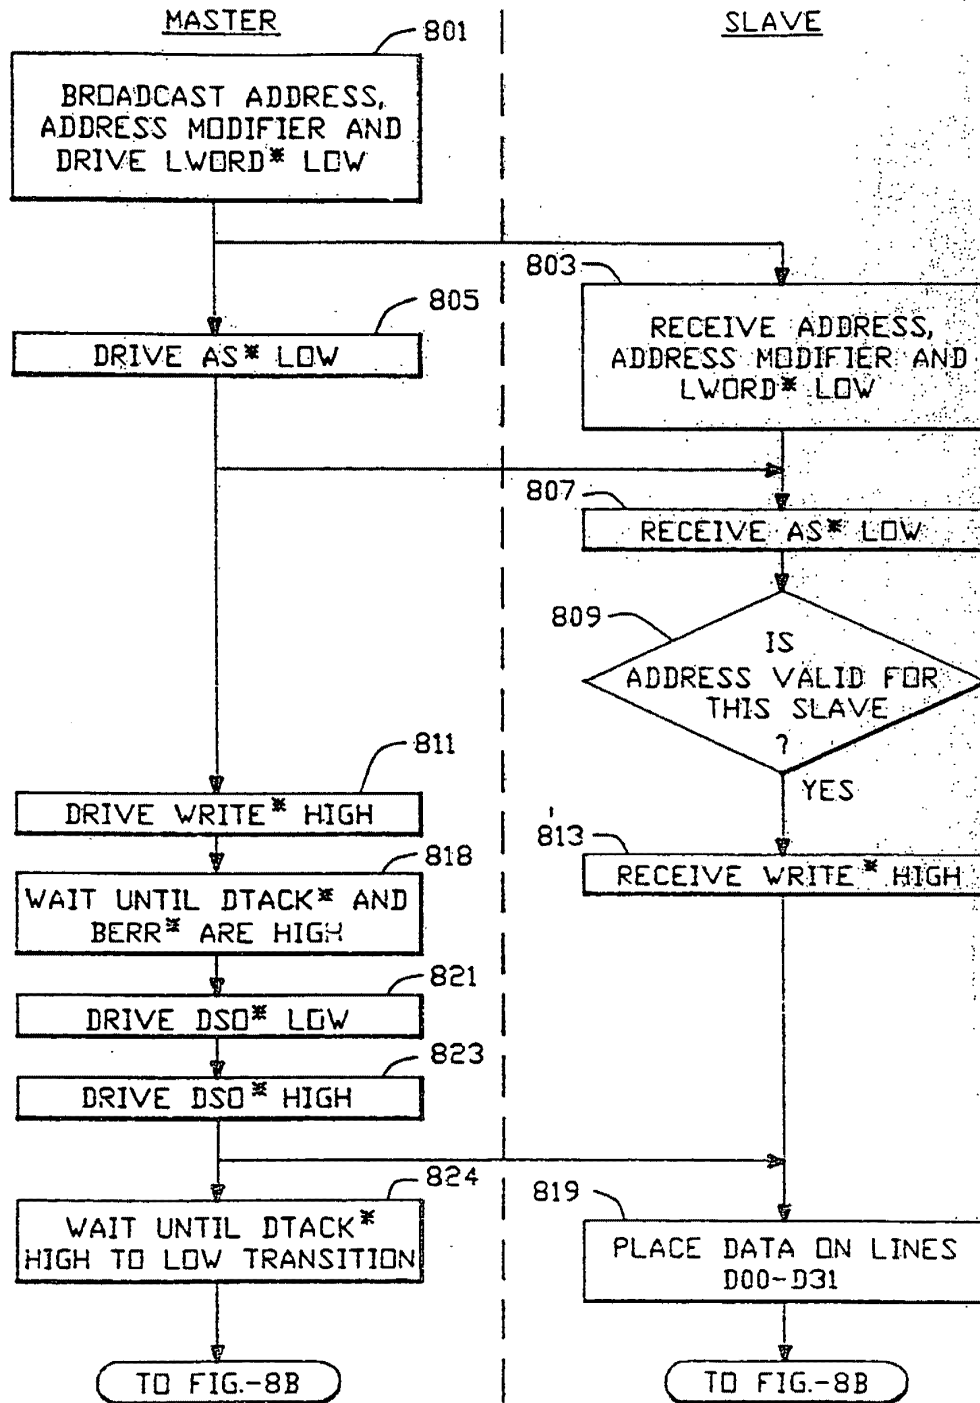 MASTER
SLAVE
801
BROADCAST ADDRESS,
ADDRESS MODIFIER AND
DRIVE LWORD* LOW
803
RECEIVE ADDRESS,
ADDRESS MODIFIER AND
LWORD* LOW
805
DRIVE AS* LOW
807
RECEIVE AS* LOW
809
IS
ADDRESS VALID FOR
THIS SLAVE
?
YES
811
DRIVE WRITE* HIGH
813
RECEIVE WRITE* HIGH
818
WAIT UNTIL DTACK* AND
BERR* ARE HIGH
821
DRIVE DS0* LOW
823
DRIVE DS0* HIGH
824
WAIT UNTIL DTACK*
HIGH TO LOW TRANSITION
819
PLACE DATA ON LINES
D00-D31
TO FIG.-8B
TO FIG.-8B